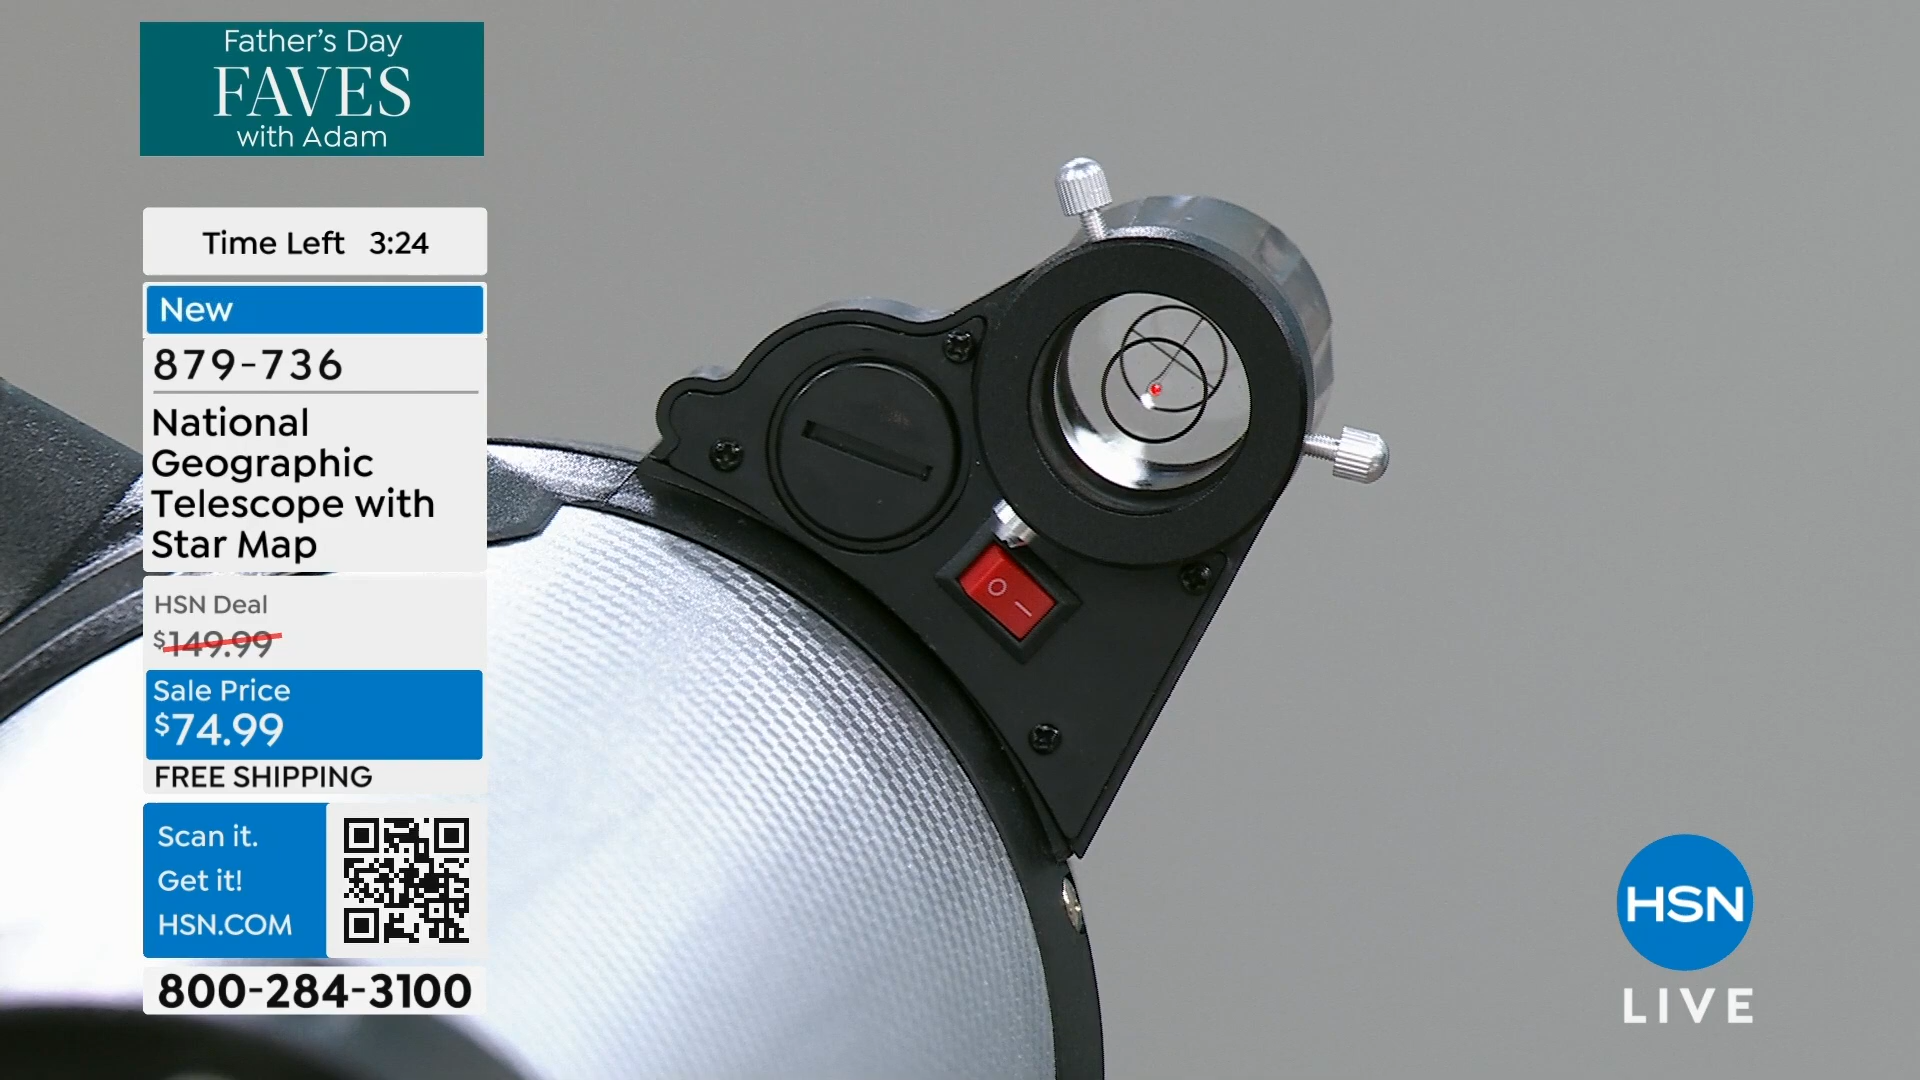 Father's Day
FAVES
with Adam
Time Left 3:24
New
879-736
National
Geographic
Telescope with
Star Map
HSN Deal
$149.99
Sale Price
$74.99
FREE SHIPPING
Scan it.
Get it!
HSN.COM
800-284-3100
O I
HSN
LIVE